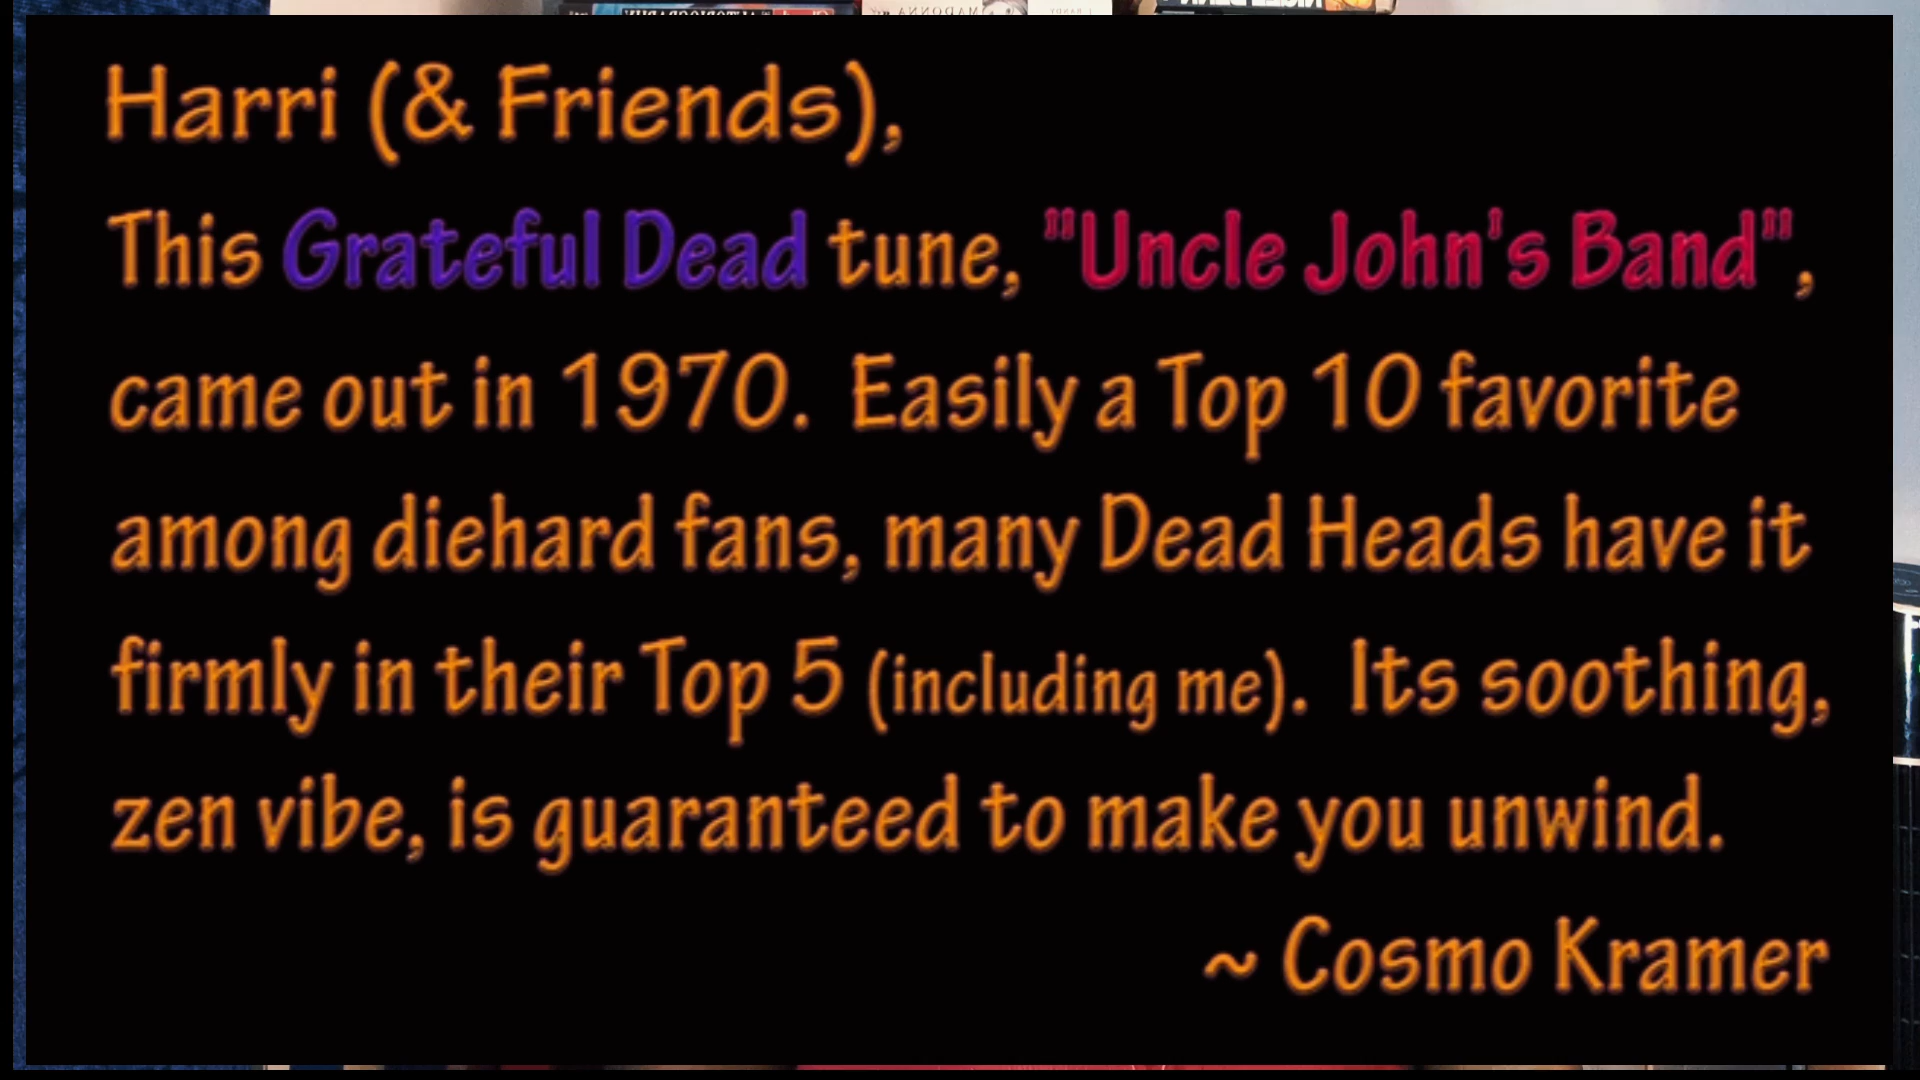 Harri (& Friends),
This Grateful Dead tune, "Uncle John's Band",
came out in 1970. Easily a Top 10 favorite
among diehard fans, many Dead Heads have it
firmly in their Top 5 (including me). Its soothing,
zen vibe, is guaranteed to make you unwind.
~ Cosmo Kramer